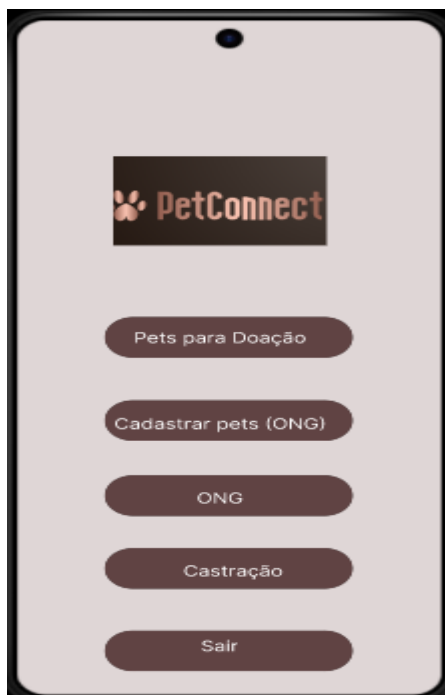 PetConnect
Pets para Doação
Cadastrar pets (ONG)
ONG
Castração
Sair